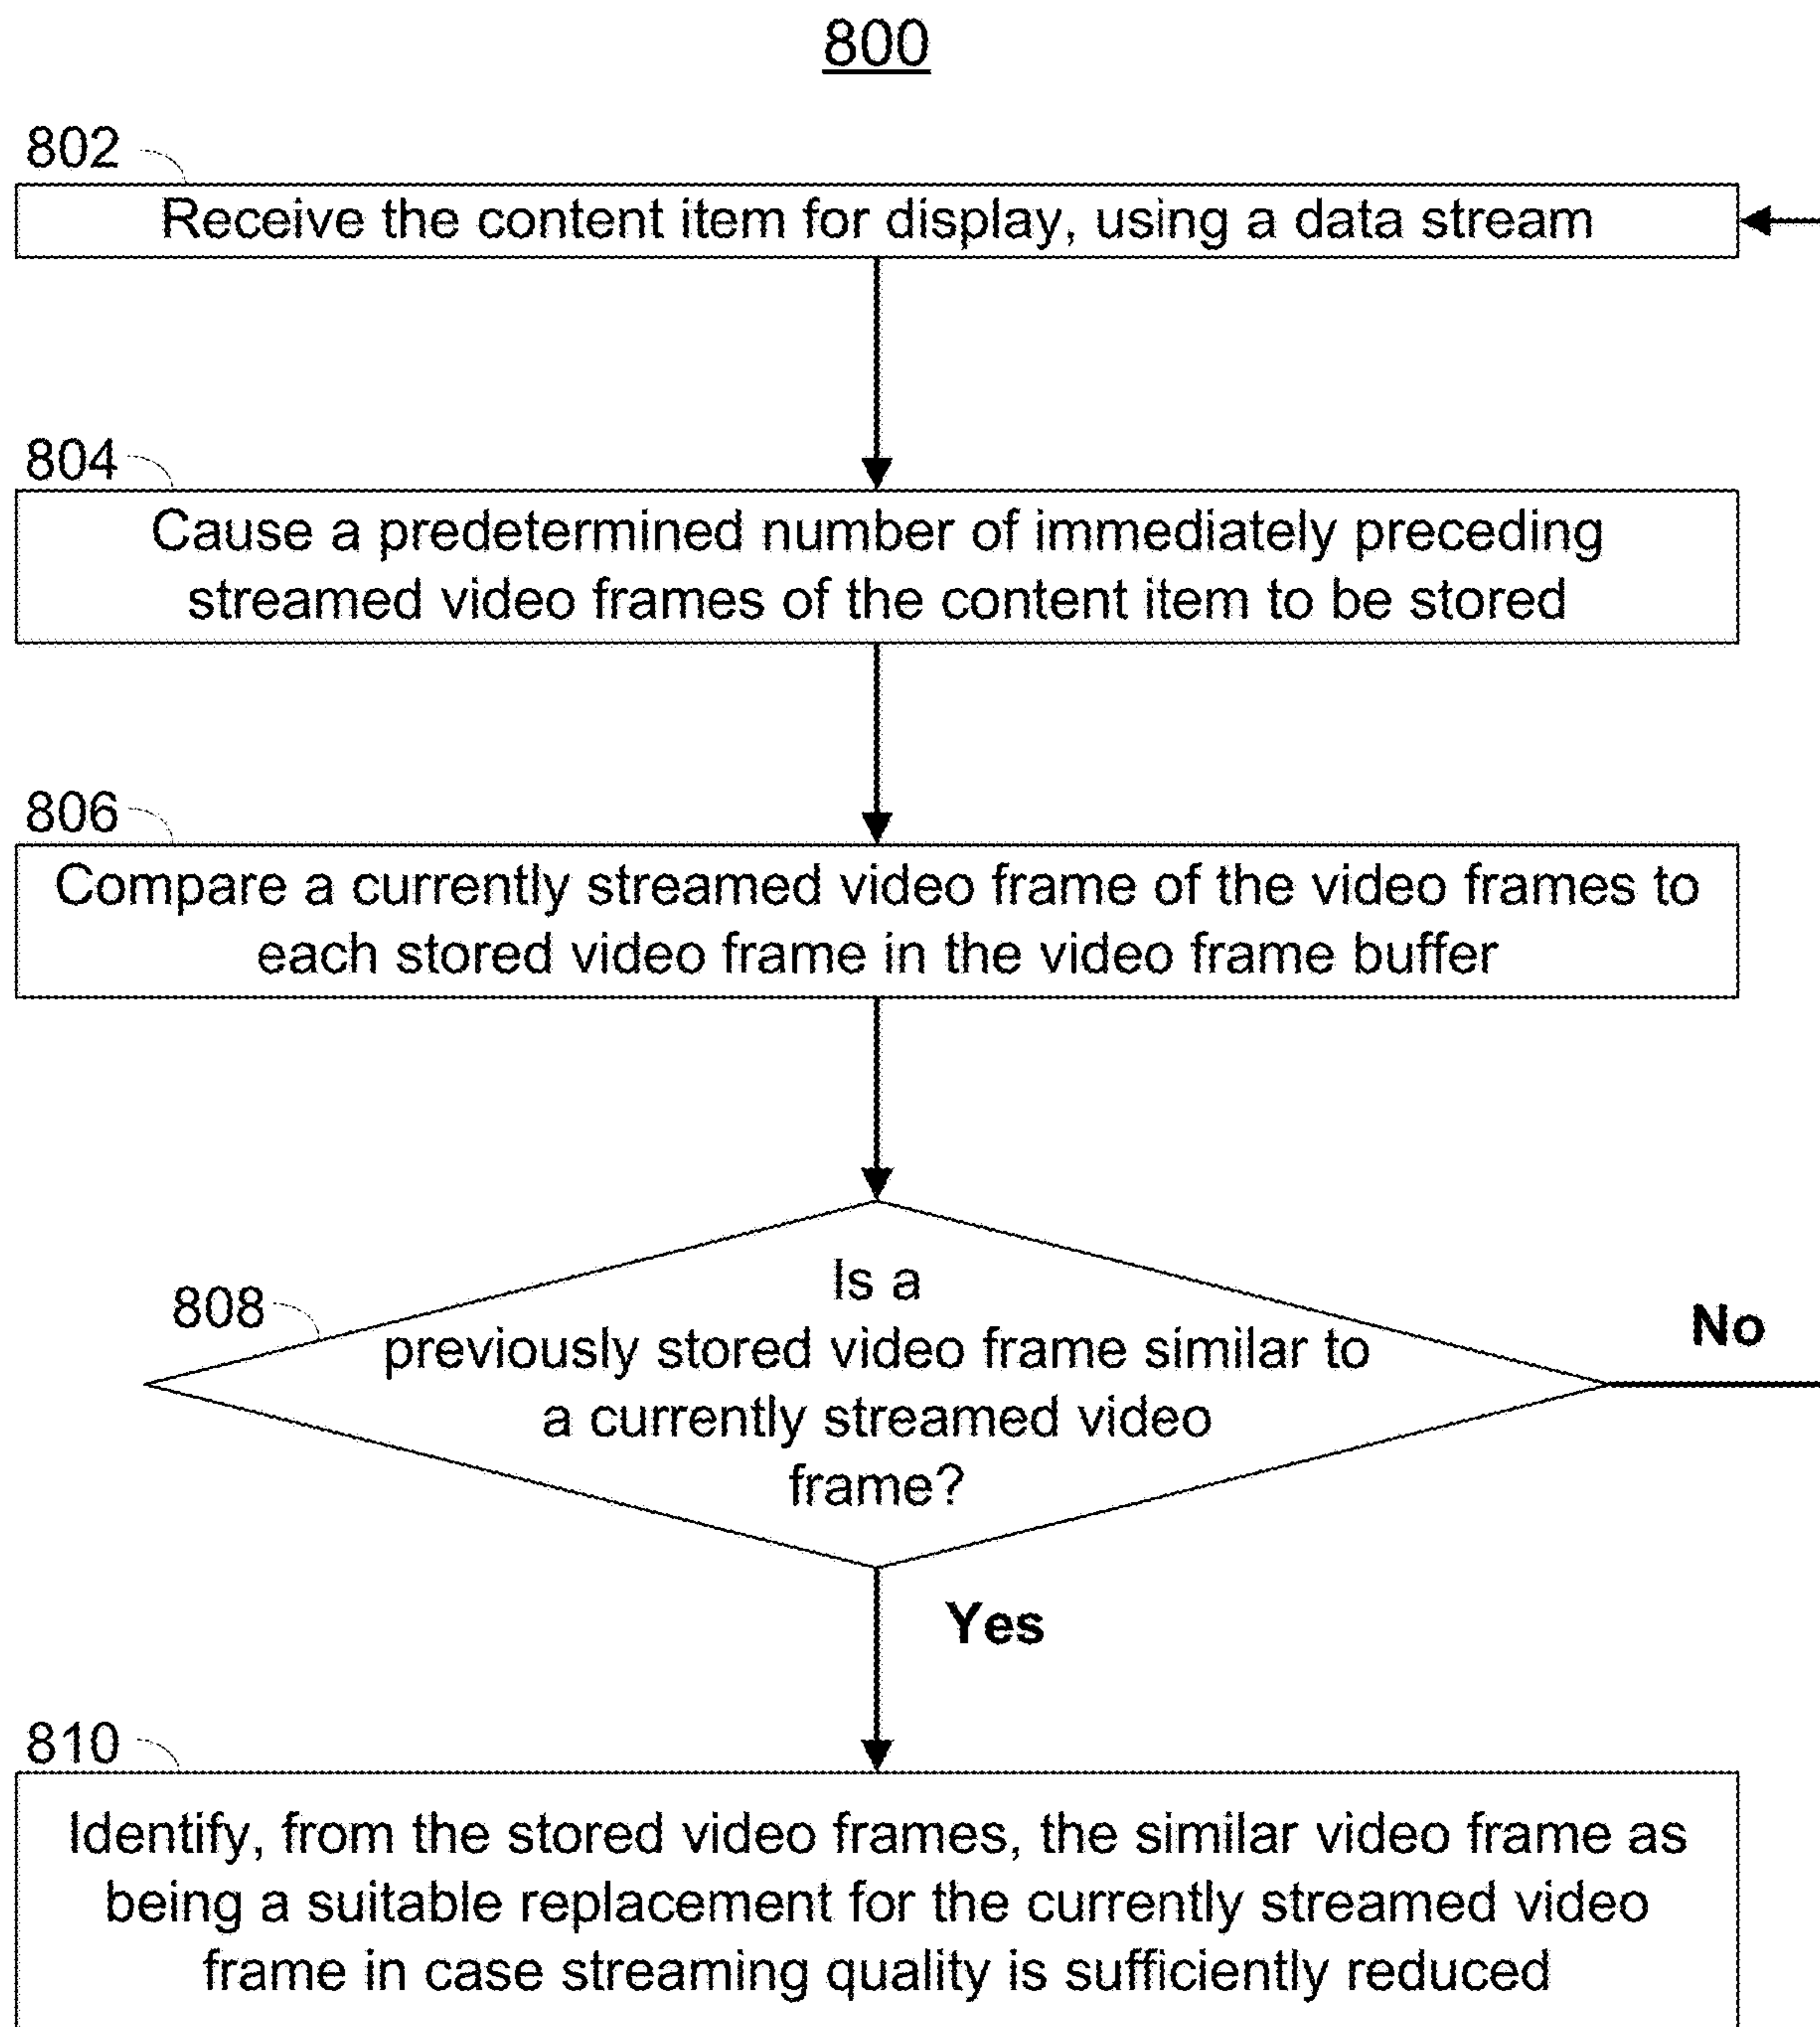 800
802
Receive the content item for display, using a data stream
804
Cause a predetermined number of immediately preceding
streamed video frames of the content item to be stored
806
Compare a currently streamed video frame of the video frames to
each stored video frame in the video frame buffer
808
Is a
previously stored video frame similar to
a currently streamed video
frame?
No
Yes
810
Identify, from the stored video frames, the similar video frame as
being a suitable replacement for the currently streamed video
frame in case streaming quality is sufficiently reduced